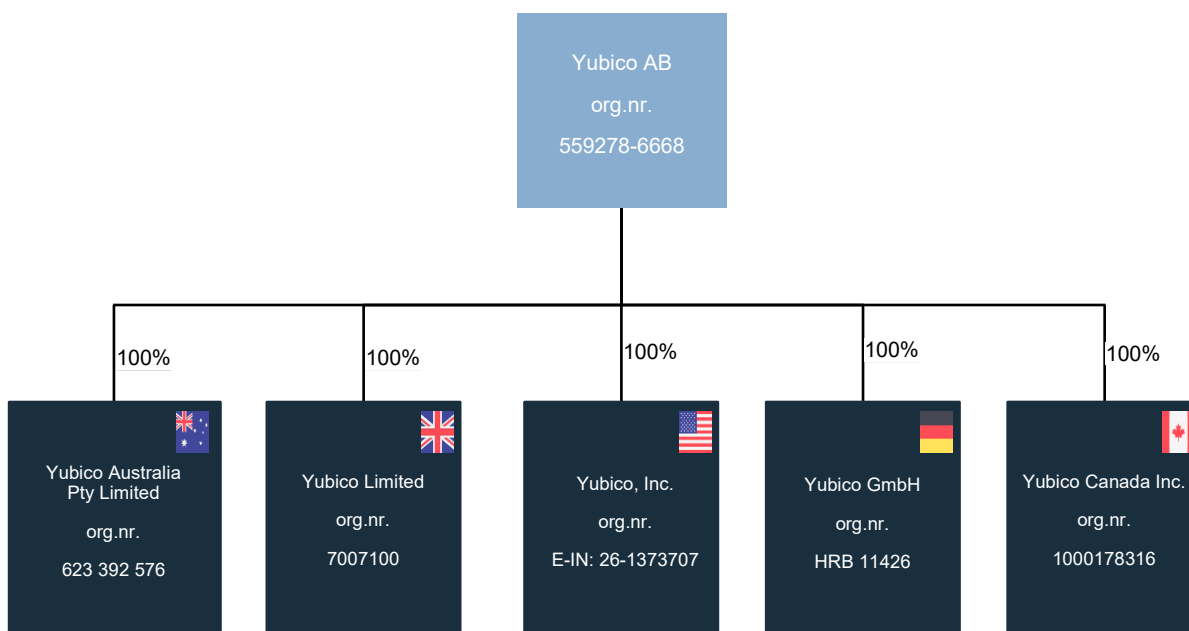 Yubico AB
org.nr.
559278-6668
100%
100%
100%
100%
100%
Yubico Australia
Pty Limited
org.nr.
623 392 576
Yubico Limited
org.nr.
7007100
Yubico, Inc.
org.nr.
E-IN: 26-1373707
Yubico GmbH
org.nr.
HRB 11426
Yubico Canada Inc.
org.nr.
1000178316